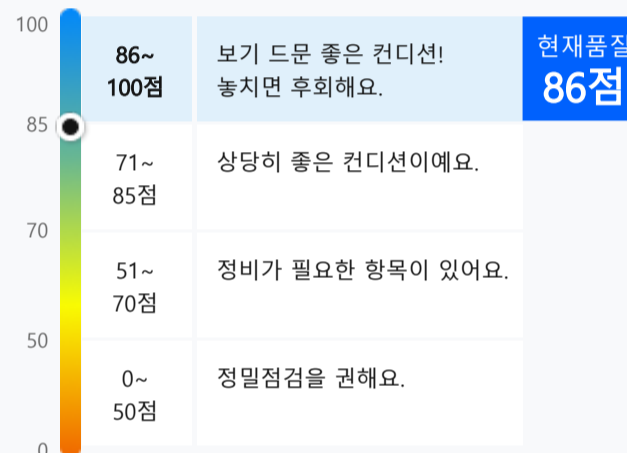 100
86~
100점
보기 드문 좋은 컨디션!
놓치면 후회해요.
현재품질
86점
85
71~
85점
상당히 좋은 컨디션이예요.
70
51~
70점
정비가 필요한 항목이 있어요.
50
0~
50점
정밀점검을 권해요.
0